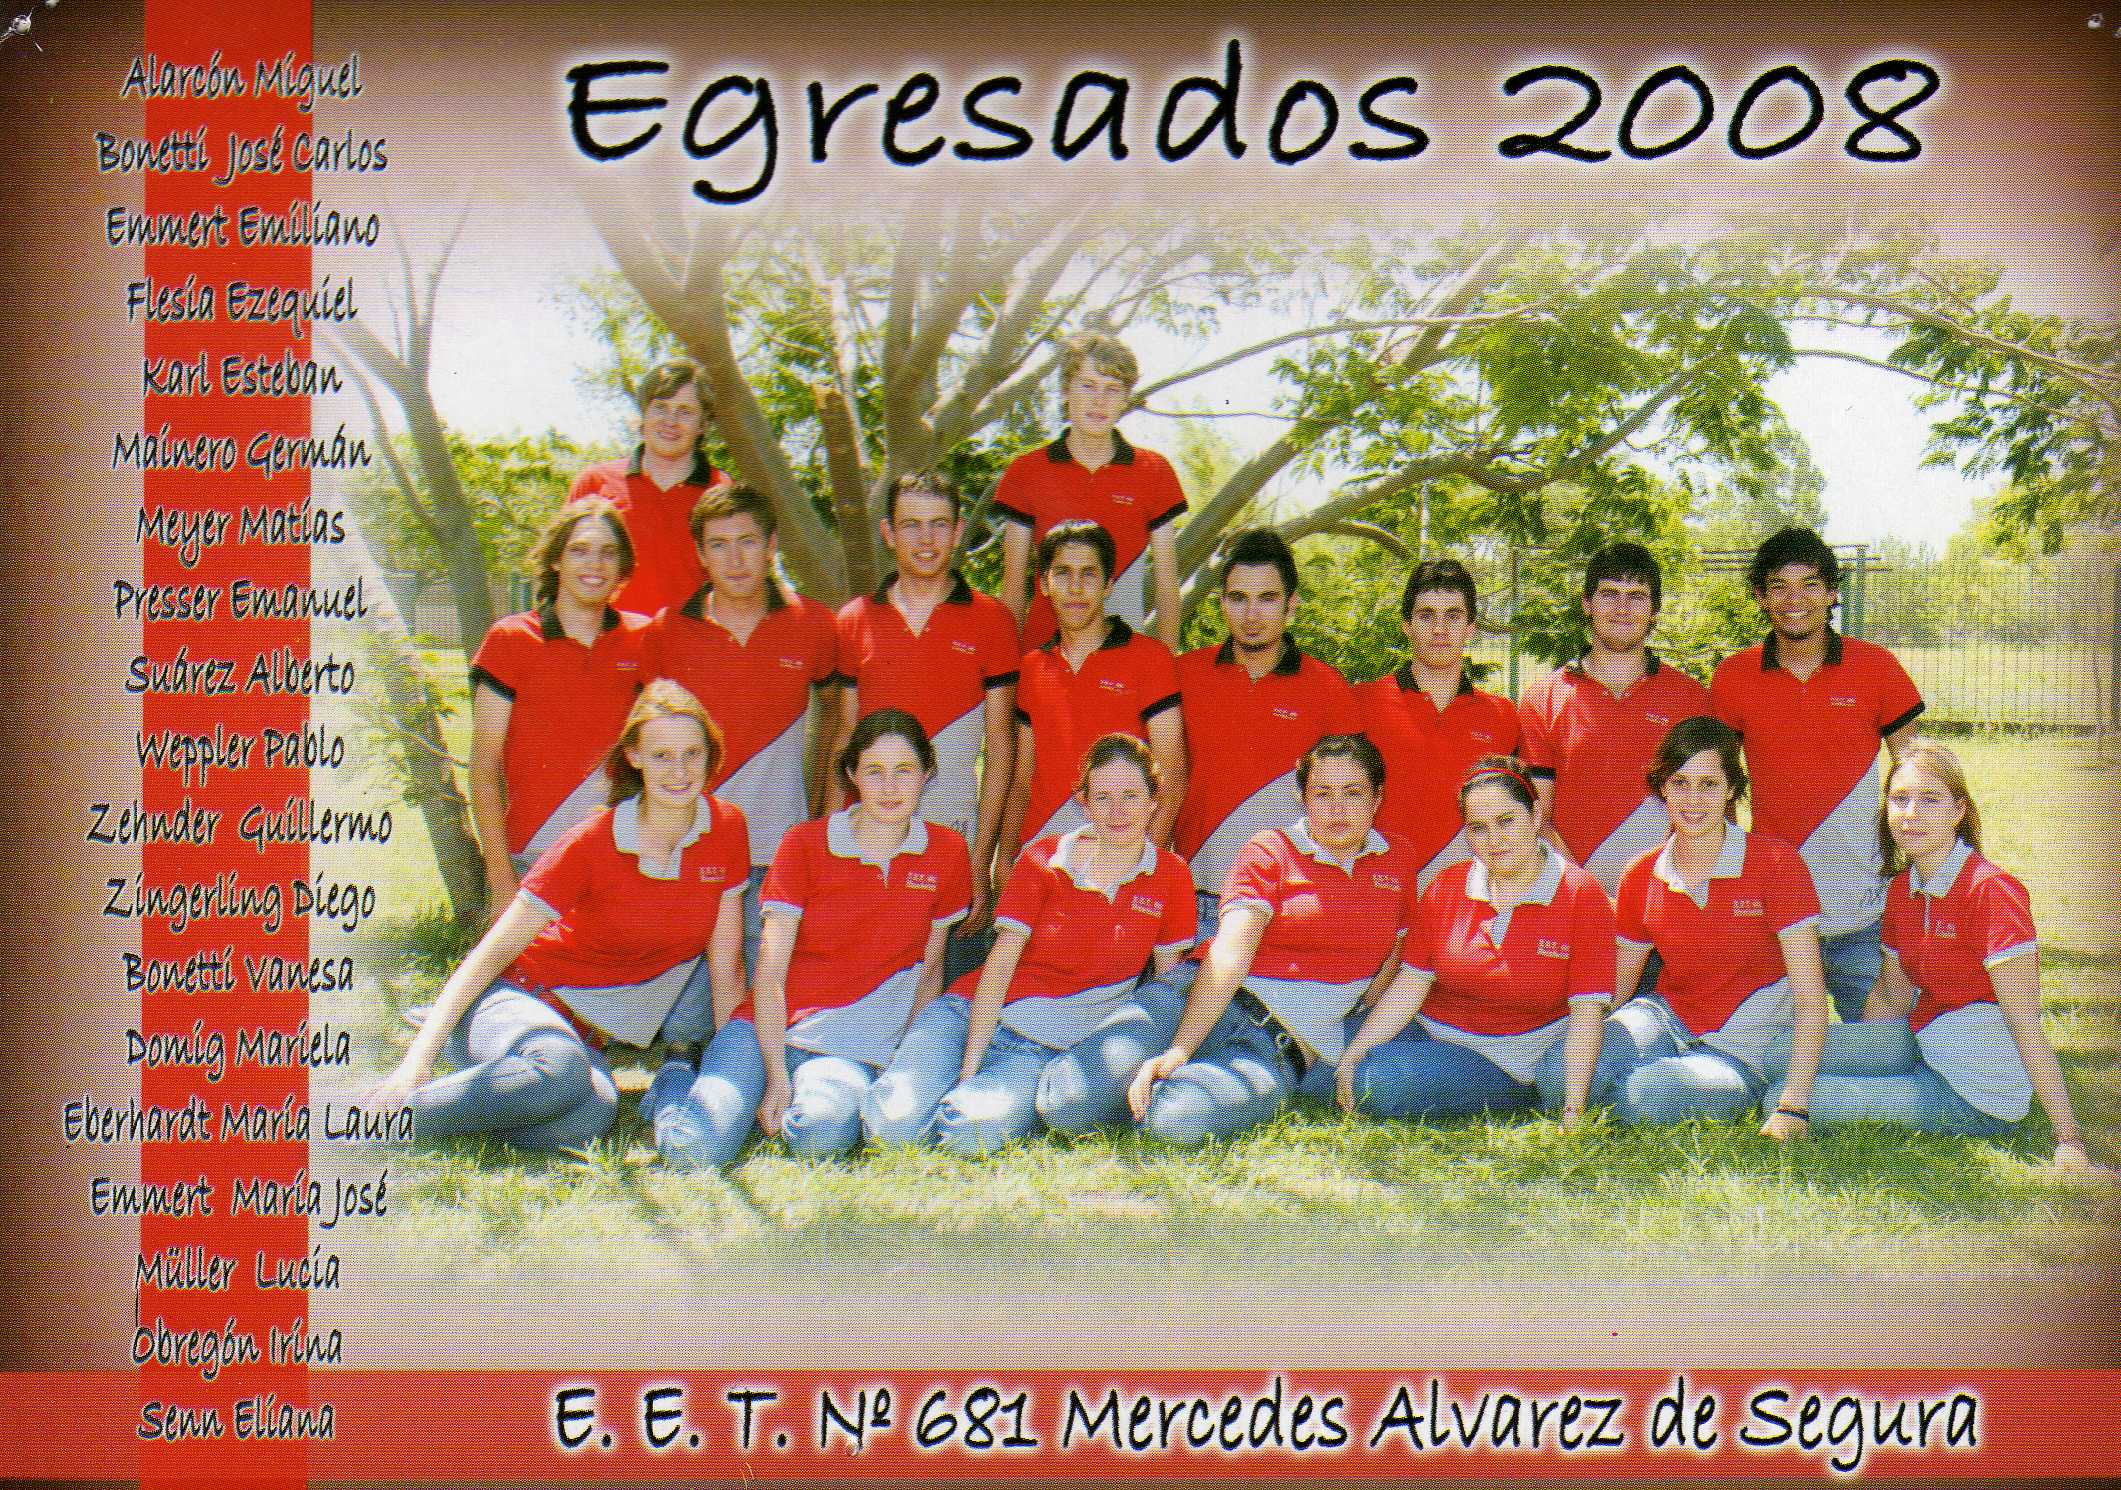 Egresados 2008
Alarcón Miguel
Bonetti José Carlos
Emmert Emiliano
Flesia Ezequiel
Karl Esteban
Mainero Germán
Meyer Matías
Presser Emanuel
Suárez Alberto
Weppler Pablo
Zehnder Guillermo
Zingerling Diego
Bonetti Vanesa
Domig Mariela
Eberhardt María Laura
Emmert María José
Müller Lucía
Obregón Irina
Senn Eliana
E. E. T. Nº 681 Mercedes Alvarez de Segura